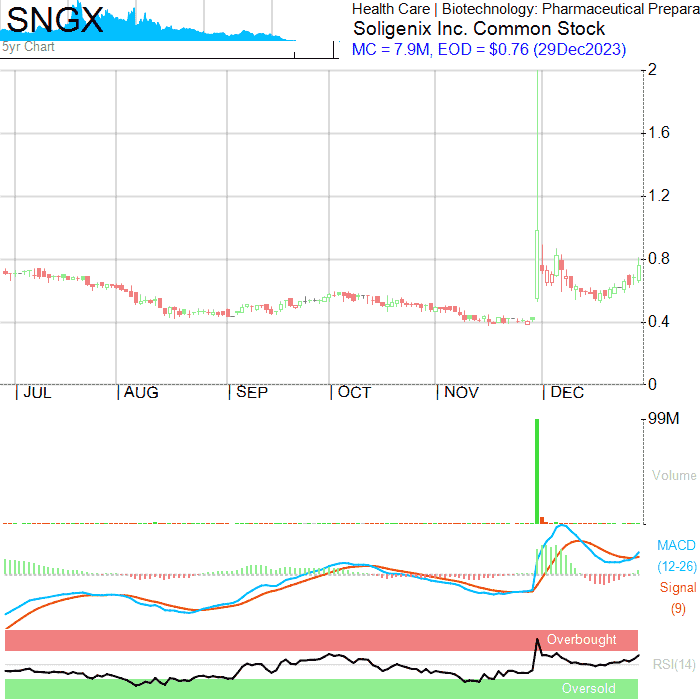 SNGX
5yr Chart
Health Care | Biotechnology: Pharmaceutical Prepara
Soligenix Inc. Common Stock
MC = 7.9M, EOD = $0.76 (29Dec2023)
2
1.6
1.2
0.8
0.4
0
JUL AUG SEP OCT NOV DEC
99M
Volume
MACD
(12-26)
Signal
(9)
Overbought
RSI(14)
Oversold